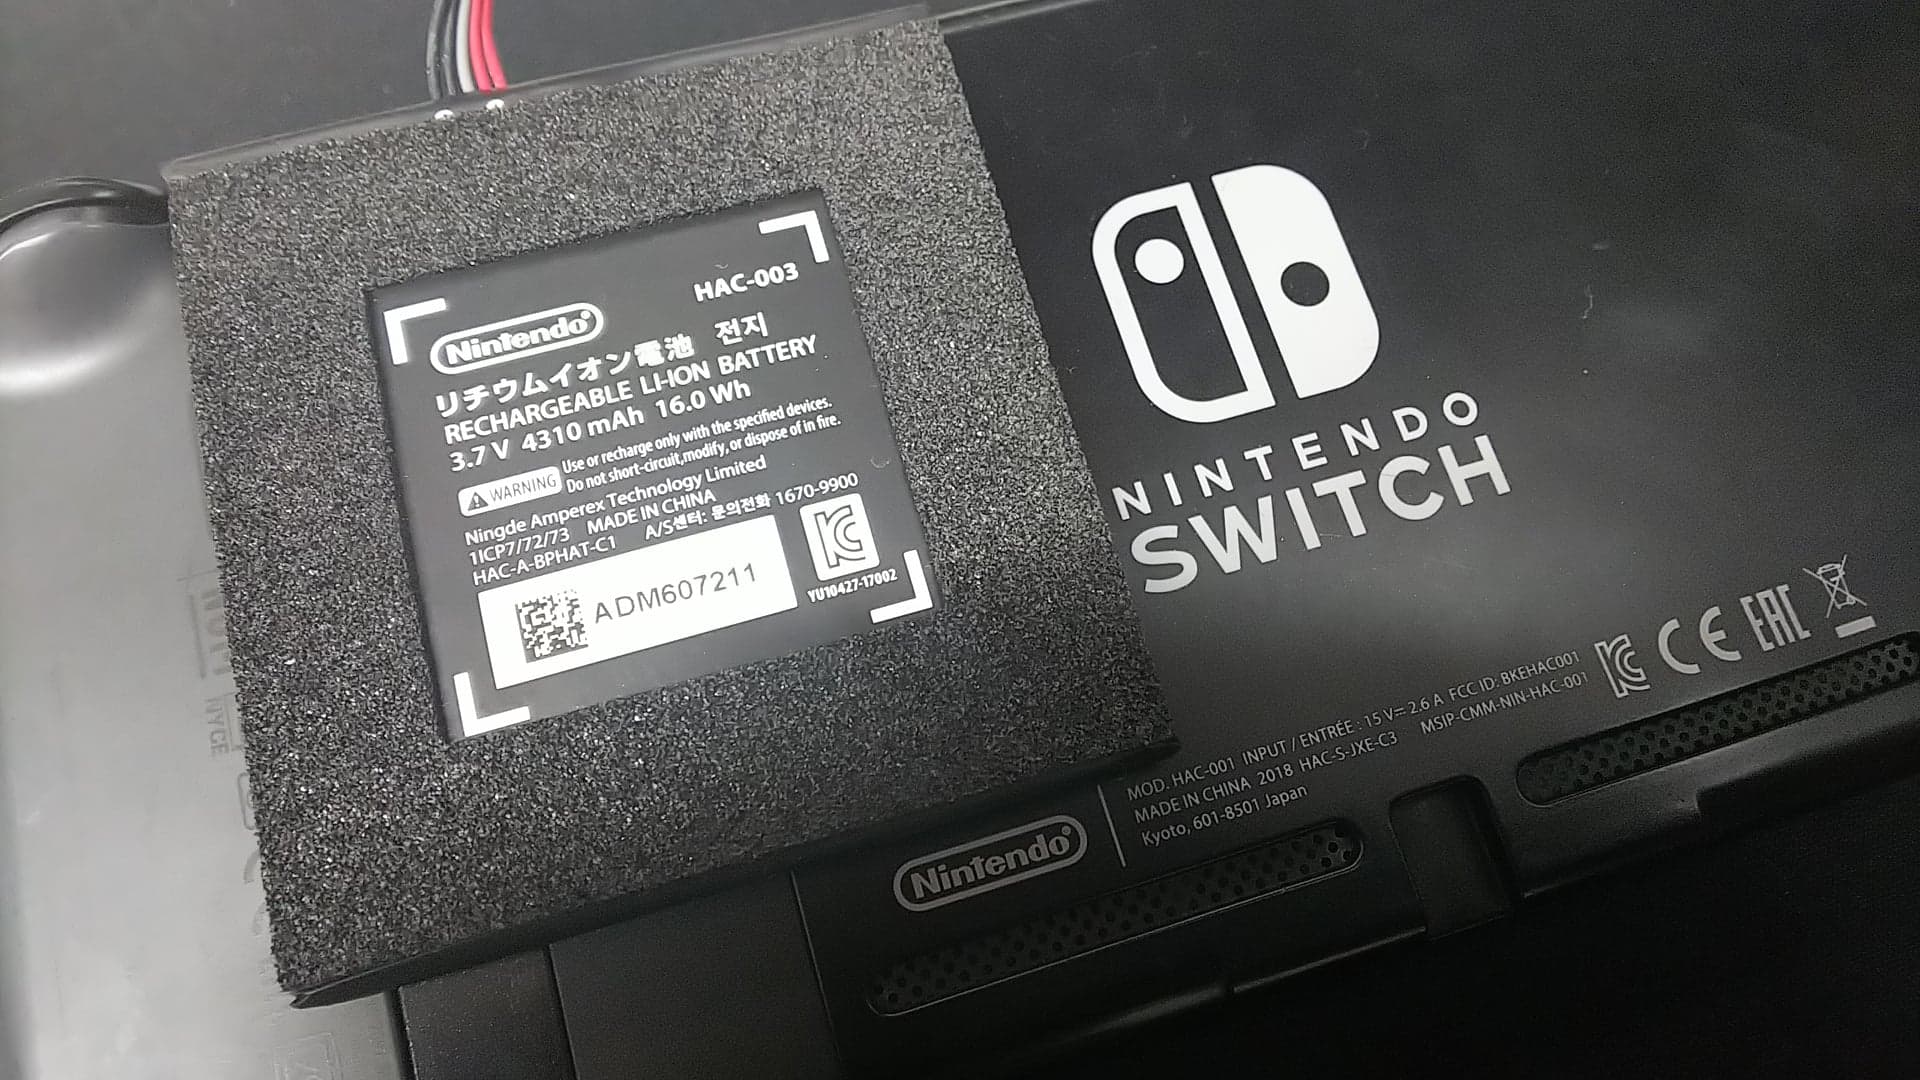 HAC-003
Nintendo
リチウムイオン電池 전지
RECHARGEABLE LI-ION BATTERY
3.7 V 4310 mAh 16.0 Wh
WARNING Use or recharge only with the specified devices.
Do not short-circuit,modify, or dispose of in fire.
Ningde Amperex Technology Limited
1ICP7/72/73 MADE IN CHINA
HAC-A-BPHAT-C1 A/S센터: 문의전화 1670-9900
ADM607211
YU10427-17002
NINTENDO
SWITCH
Nintendo
MOD. HAC-001 INPUT / ENTRÉE : 15 V⎓ 2.6 A FCC ID: BKEHAC001
MADE IN CHINA 2018 HAC-S-JXE-C3 MSIP-CMM-NIN-HAC-001
Kyoto, 601-8501 Japan
CE EAC